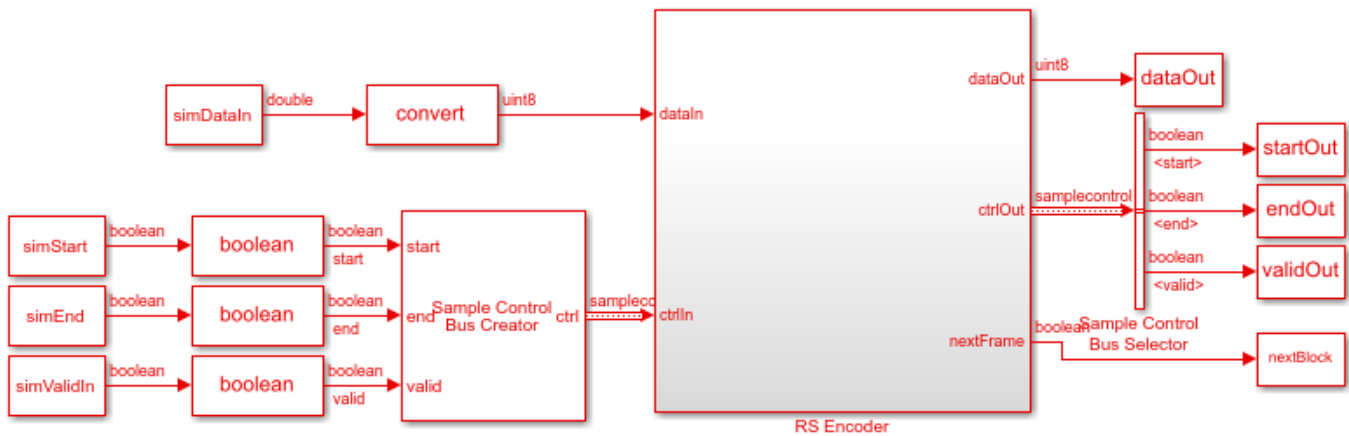 simDataIn
double
convert
uint8
dataIn
simStart
boolean
boolean
boolean
start
start
simEnd
boolean
boolean
boolean
end
end
simValidIn
boolean
boolean
boolean
valid
valid
Sample Control
Bus Creator
ctrl
sampleco
ctrlIn
dataOut
ctrlOut
nextFrame
RS Encoder
uint8
dataOut
samplecontrol
boolean
<start>
startOut
boolean
<end>
endOut
boolean
<valid>
validOut
Sample Control
Bus Selector
boolean
nextBlock